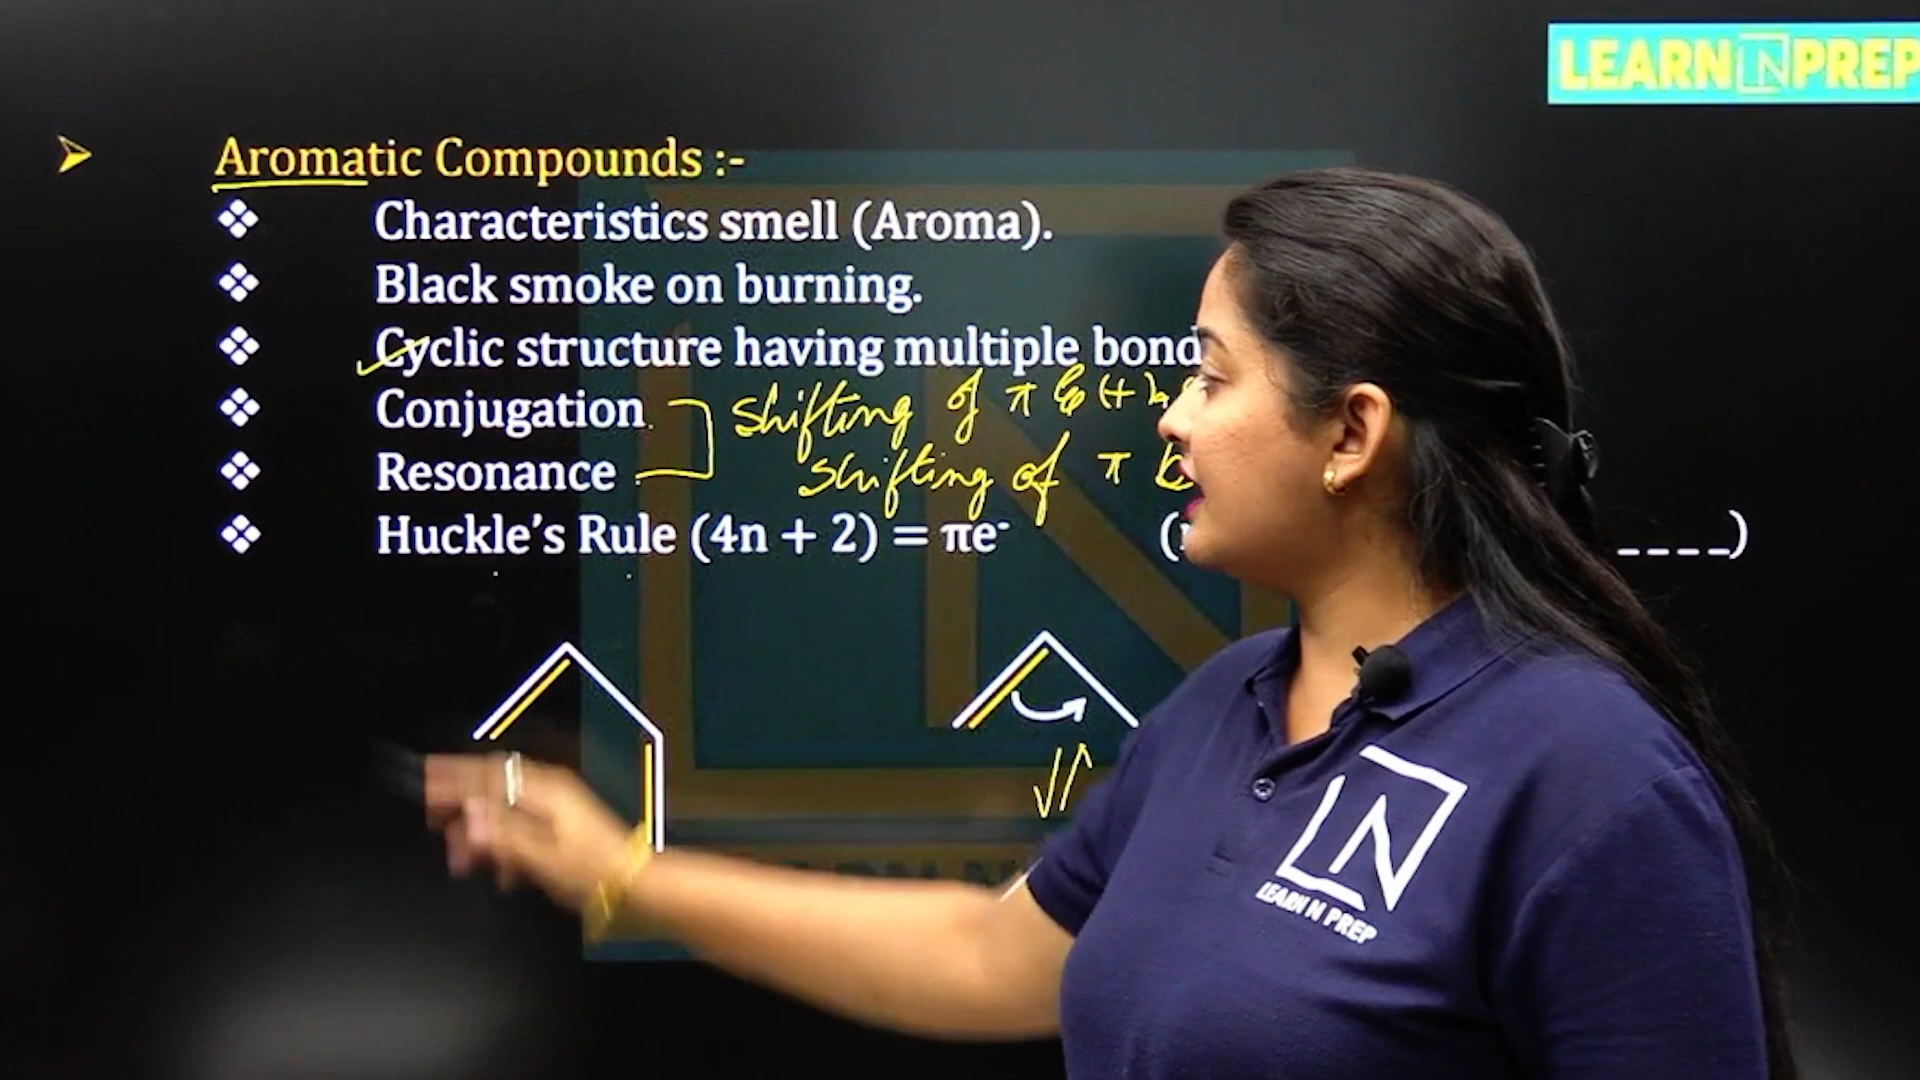 LEARN N PREP
Aromatic Compounds :-
Characteristics smell (Aroma).
Black smoke on burning.
Cyclic structure having multiple bond
Conjugation
Shifting of π
Resonance
Shifting of π
Huckle's Rule (4n + 2) = πe⁻ ( _ _ _ _)
LN
LEARN N PREP